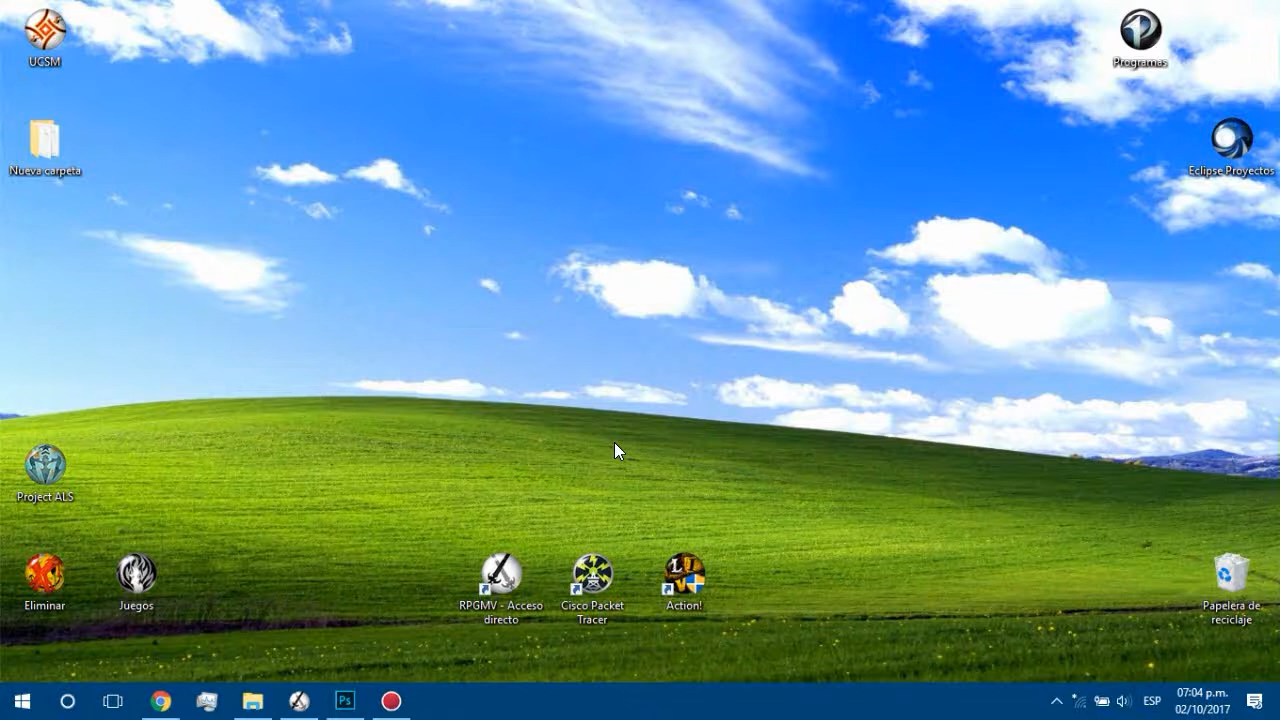 UCSM
Programas
Nueva carpeta
Eclipse Proyectos
Project ALS
Eliminar
Juegos
RPGMV - Acceso
directo
Cisco Packet
Tracer
Action!
Papelera de
reciclaje
Ps
ESP
07:04 p.m.
02/10/2017